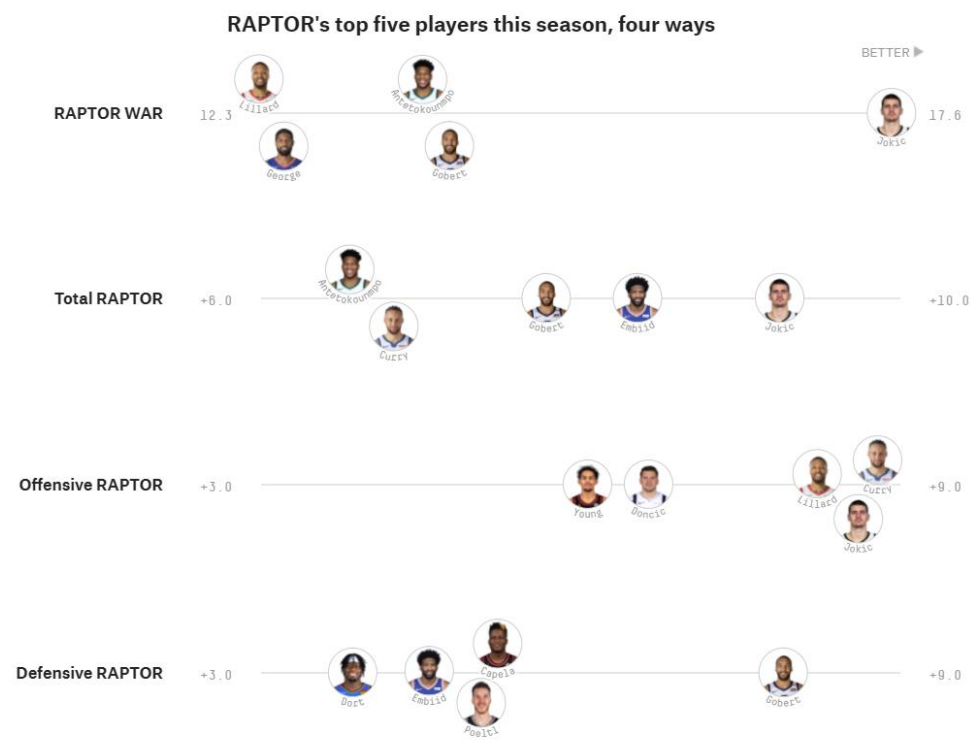 RAPTOR's top five players this season, four ways
BETTER ▶
Lillard
Antetokounmpo
RAPTOR WAR
12.3
17.6
Jokic
George
Gobert
Antetokounmpo
Total RAPTOR
+6.0
Gobert
Embiid
Jokic
+10.0
Curry
Offensive RAPTOR
+3.0
Young
Doncic
Lillard
Curry
+9.0
Jokic
Capela
Defensive RAPTOR
+3.0
Dort
Embiid
Gobert
+9.0
Poeltl